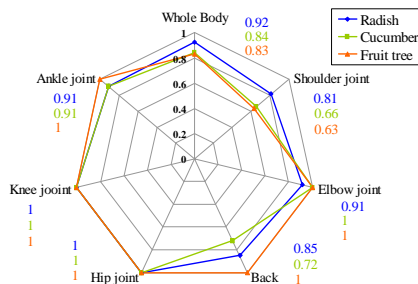 Whole Body
Radish
Cucumber
Fruit tree
0.92
0.84
0.83
1
0.8
0.6
0.4
0.2
0
Shoulder joint
0.81
0.66
0.63
Elbow joint
0.91
1
1
Back
0.85
0.72
1
Hip joint
1
1
1
Knee jooint
1
1
1
Ankle joint
0.91
0.91
1